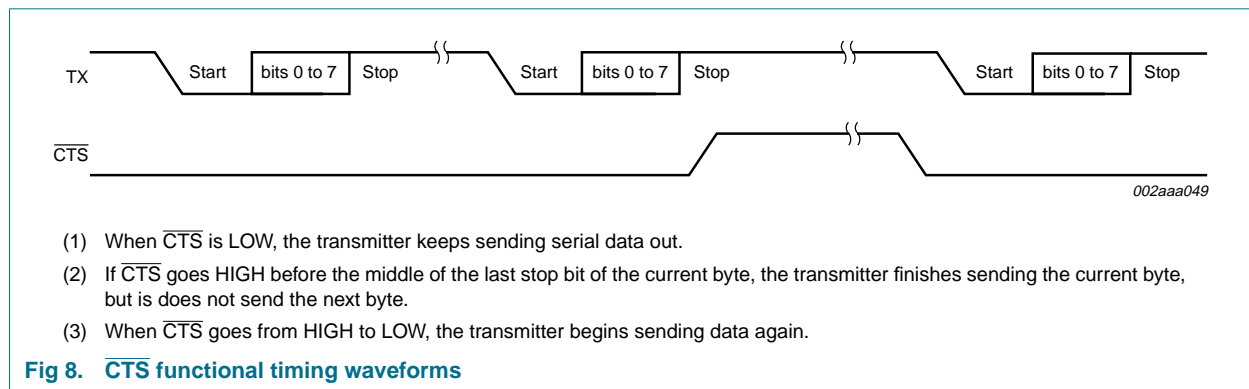 TX Start bits 0 to 7 Stop Start bits 0 to 7 Stop Start bits 0 to 7 Stop
CTS
002aaa049
(1) When CTS is LOW, the transmitter keeps sending serial data out.
(2) If CTS goes HIGH before the middle of the last stop bit of the current byte, the transmitter finishes sending the current byte,
but is does not send the next byte.
(3) When CTS goes from HIGH to LOW, the transmitter begins sending data again.
Fig 8. CTS functional timing waveforms